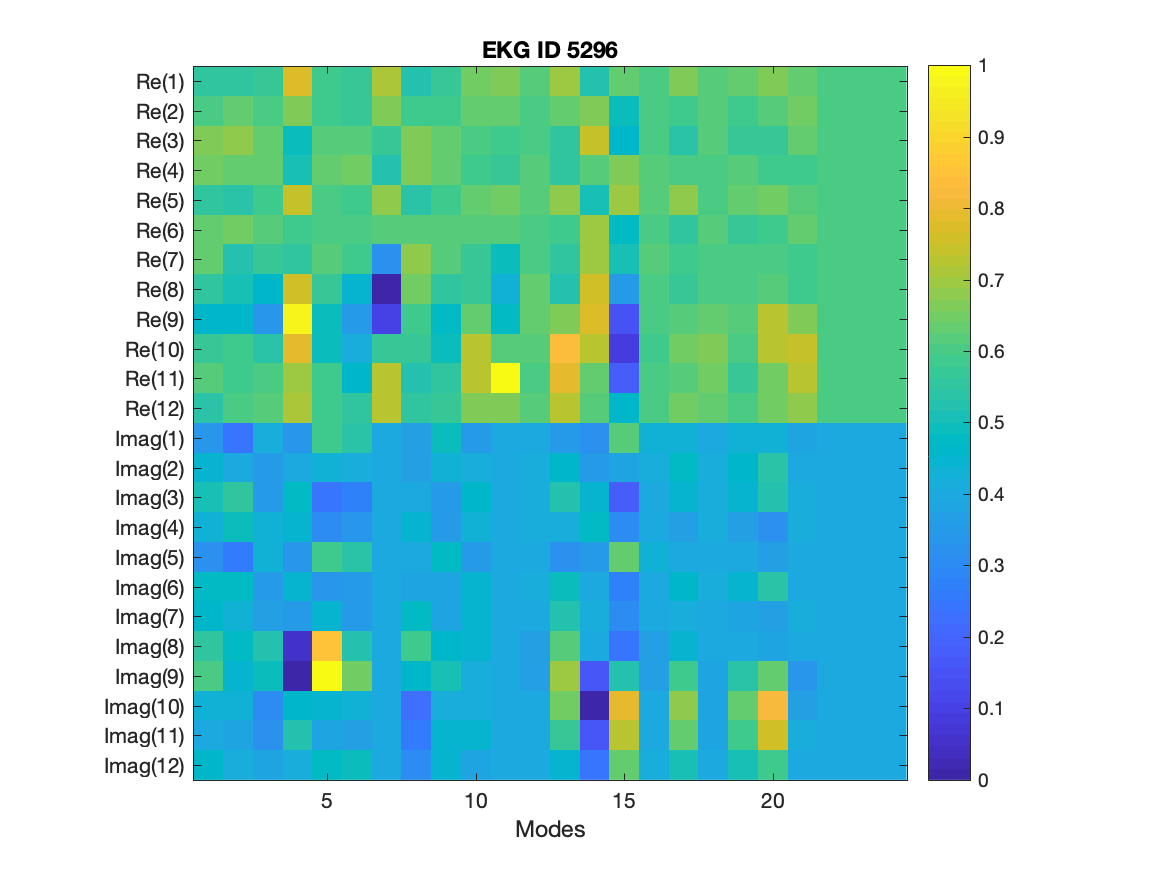 EKG ID 5296
Re(1)
Re(2)
Re(3)
Re(4)
Re(5)
Re(6)
Re(7)
Re(8)
Re(9)
Re(10)
Re(11)
Re(12)
Imag(1)
Imag(2)
Imag(3)
Imag(4)
Imag(5)
Imag(6)
Imag(7)
Imag(8)
Imag(9)
Imag(10)
Imag(11)
Imag(12)
5 10 15 20
Modes
1
0.9
0.8
0.7
0.6
0.5
0.4
0.3
0.2
0.1
0